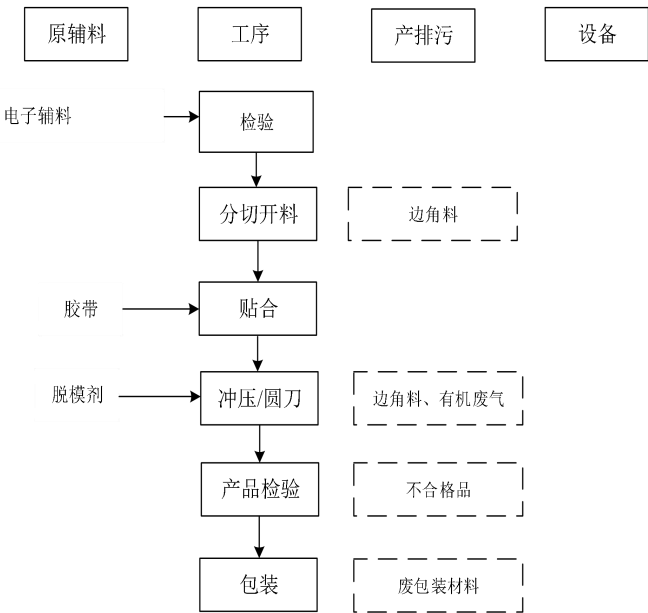 原辅料 工序 产排污 设备
电子辅料 检验
分切开料 边角料
胶带 贴合
脱模剂 冲压/圆刀 边角料、有机废气
产品检验 不合格品
包装 废包装材料